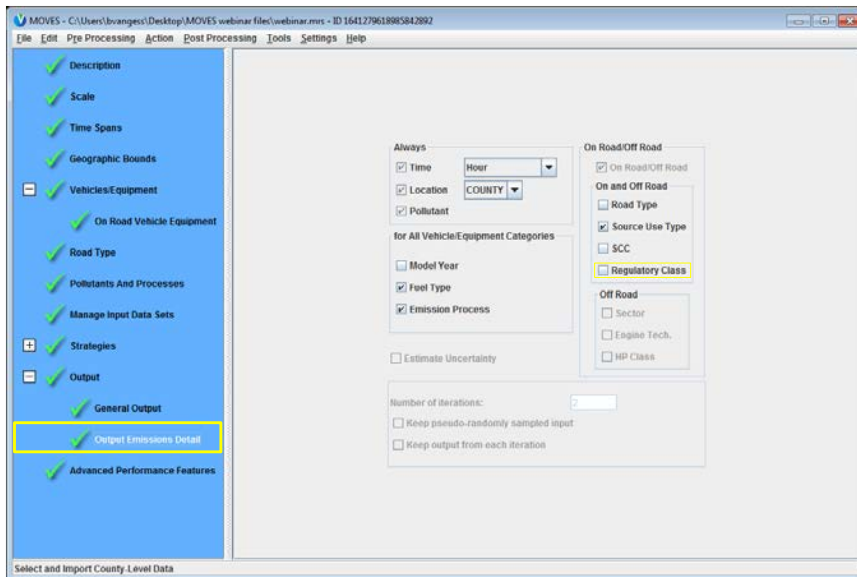 MOVES - C:\Users\bvangess\Desktop\MOVES webinar files\webinar.mrs - ID 1641279618985842892
File Edit Pre Processing Action Post Processing Tools Settings Help
Description
Scale
Time Spans
Geographic Bounds
Vehicles/Equipment
On Road Vehicle Equipment
Road Type
Pollutants And Processes
Manage Input Data Sets
Strategies
Output
General Output
Output Emissions Detail
Advanced Performance Features
Always
Time Hour
Location COUNTY
Pollutant
for All Vehicle/Equipment Categories
Model Year
Fuel Type
Emission Process
Estimate Uncertainty
On Road/Off Road
On Road/Off Road
On and Off Road
Road Type
Source Use Type
SCC
Regulatory Class
Off Road
Sector
Engine Tech.
HP Class
Number of iterations: 2
Keep pseudo-randomly sampled input
Keep output from each iteration
Select and Import County-Level Data